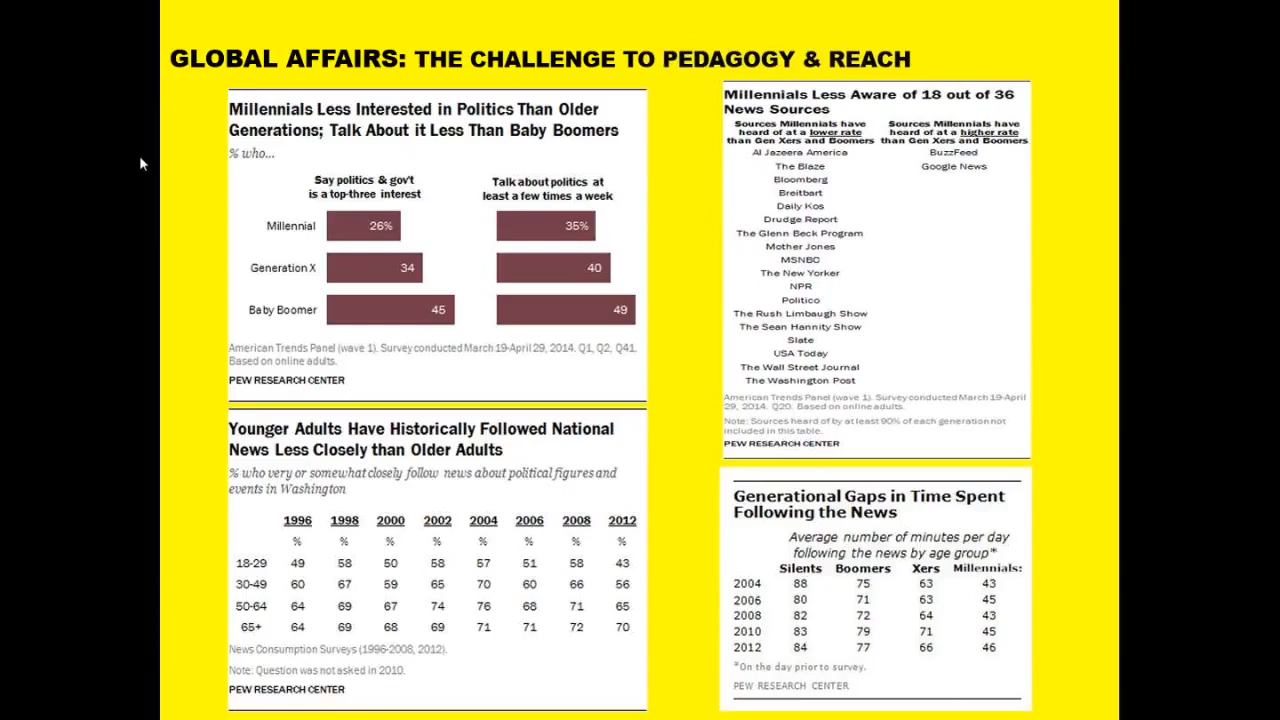 GLOBAL AFFAIRS: THE CHALLENGE TO PEDAGOGY & REACH
Millennials Less Interested in Politics Than Older
Generations; Talk About it Less Than Baby Boomers
% who...
Say politics & gov't
is a top-three interest
Talk about politics at
least a few times a week
Millennial 26% 35%
Generation X 34 40
Baby Boomer 45 49
American Trends Panel (wave 1). Survey conducted March 19-April 29, 2014. Q1, Q2, Q41.
Based on online adults.
PEW RESEARCH CENTER
Younger Adults Have Historically Followed National
News Less Closely than Older Adults
% who very or somewhat closely follow news about political figures and
events in Washington
1996 1998 2000 2002 2004 2006 2008 2012
% % % % % % % %
18-29 49 58 50 58 57 51 58 43
30-49 60 67 59 65 70 60 66 56
50-64 64 69 67 74 76 68 71 65
65+ 64 69 68 69 71 71 72 70
News Consumption Surveys (1996-2008, 2012).
Note: Question was not asked in 2010.
PEW RESEARCH CENTER
Millennials Less Aware of 18 out of 36
News Sources
Sources Millennials have
heard of at a lower rate
than Gen Xers and Boomers
Al Jazeera America
The Blaze
Bloomberg
Breitbart
Daily Kos
Drudge Report
The Glenn Beck Program
Mother Jones
MSNBC
The New Yorker
NPR
Politico
The Rush Limbaugh Show
The Sean Hannity Show
Slate
USA Today
The Wall Street Journal
The Washington Post
Sources Millennials have
heard of at a higher rate
than Gen Xers and Boomers
BuzzFeed
Google News
American Trends Panel (wave 1). Survey conducted March 19-April
29, 2014. Q20. Based on online adults.
Note: Sources heard of by at least 90% of each generation not
included in this table.
PEW RESEARCH CENTER
Generational Gaps in Time Spent
Following the News
Average number of minutes per day
following the news by age group*
Silents Boomers Xers Millennials:
2004 88 75 63 43
2006 80 71 63 45
2008 82 72 64 43
2010 83 79 71 45
2012 84 77 66 46
*On the day prior to survey.
PEW RESEARCH CENTER